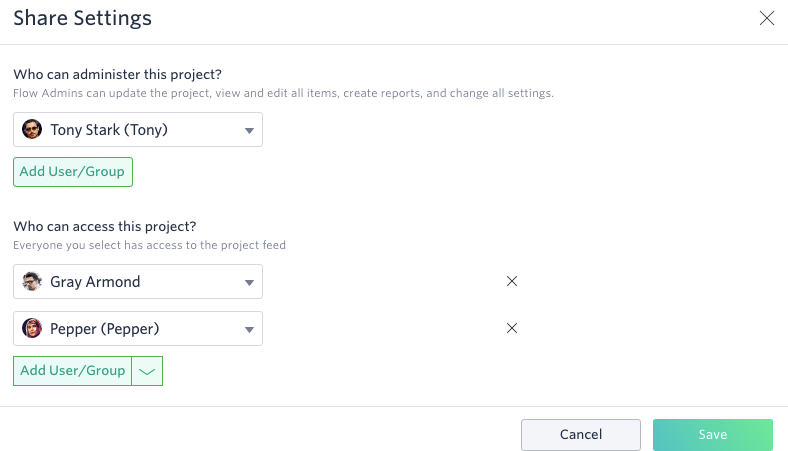 Share Settings
Who can administer this project?
Flow Admins can update the project, view and edit all items, create reports, and change all settings.
Tony Stark (Tony)
Add User/Group
Who can access this project?
Everyone you select has access to the project feed
Gray Armond
Pepper (Pepper)
Add User/Group
Cancel
Save